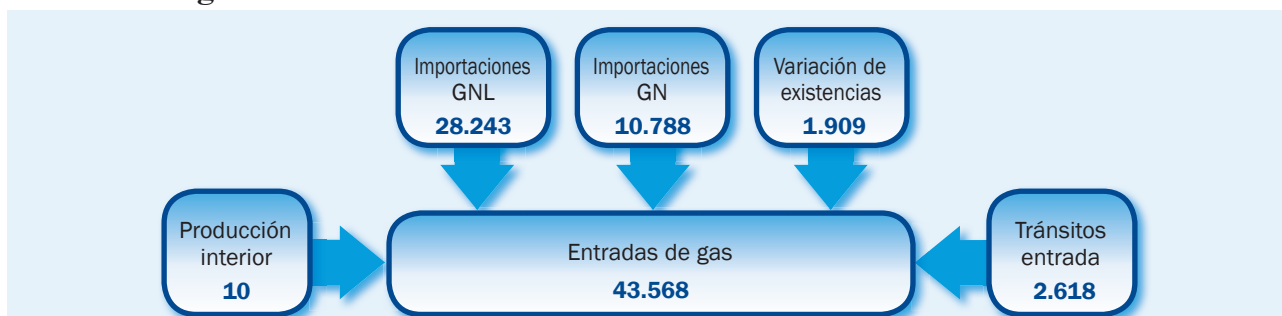 Importaciones
GNL
28.243
Importaciones
GN
10.788
Variación de
existencias
1.909
Producción
interior
10
Entradas de gas
43.568
Tránsitos
entrada
2.618